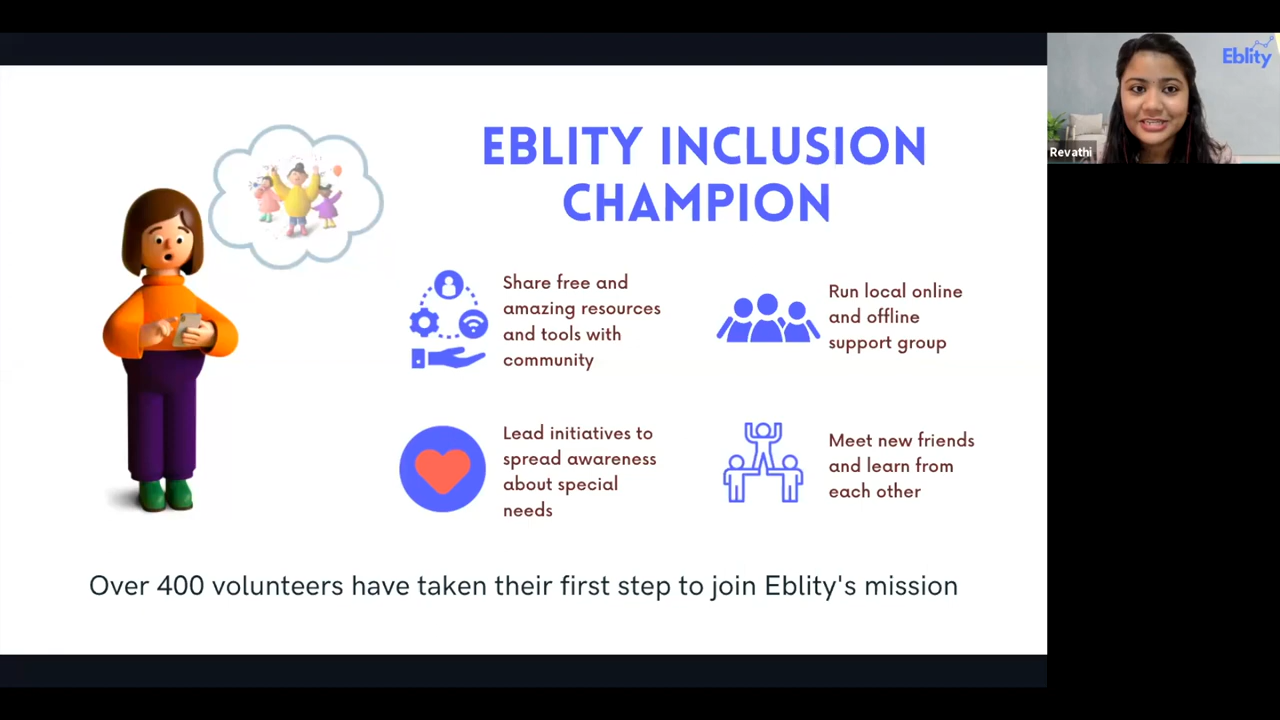 EBLITY INCLUSION
CHAMPION
Share free and
amazing resources
and tools with
community
Run local online
and offline
support group
Lead initiatives to
spread awareness
about special
needs
Meet new friends
and learn from
each other
Over 400 volunteers have taken their first step to join Eblity's mission
Eblity
Revathi